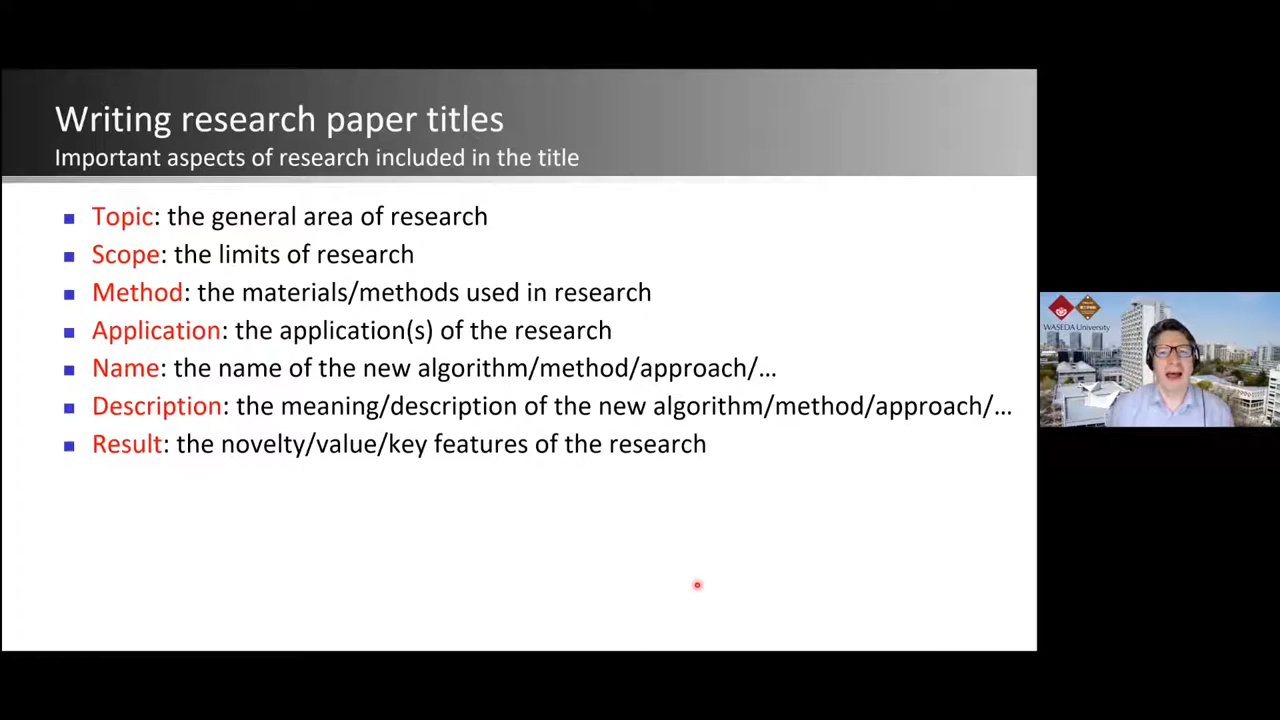 Writing research paper titles
Important aspects of research included in the title
Topic: the general area of research
Scope: the limits of research
Method: the materials/methods used in research
Application: the application(s) of the research
Name: the name of the new algorithm/method/approach/…
Description: the meaning/description of the new algorithm/method/approach/…
Result: the novelty/value/key features of the research
WASEDA University